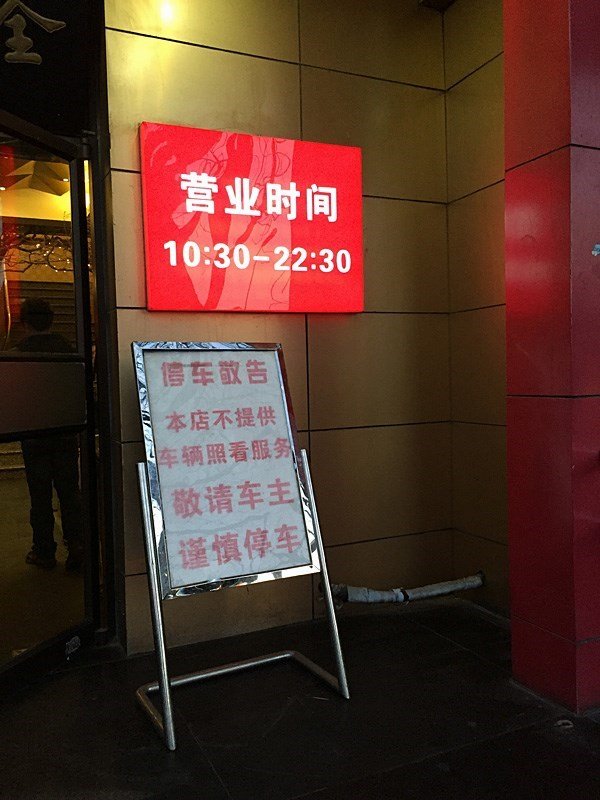 全
营业时间
10:30-22:30
停车敬告
本店不提供
车辆照看服务
敬请车主
谨慎停车